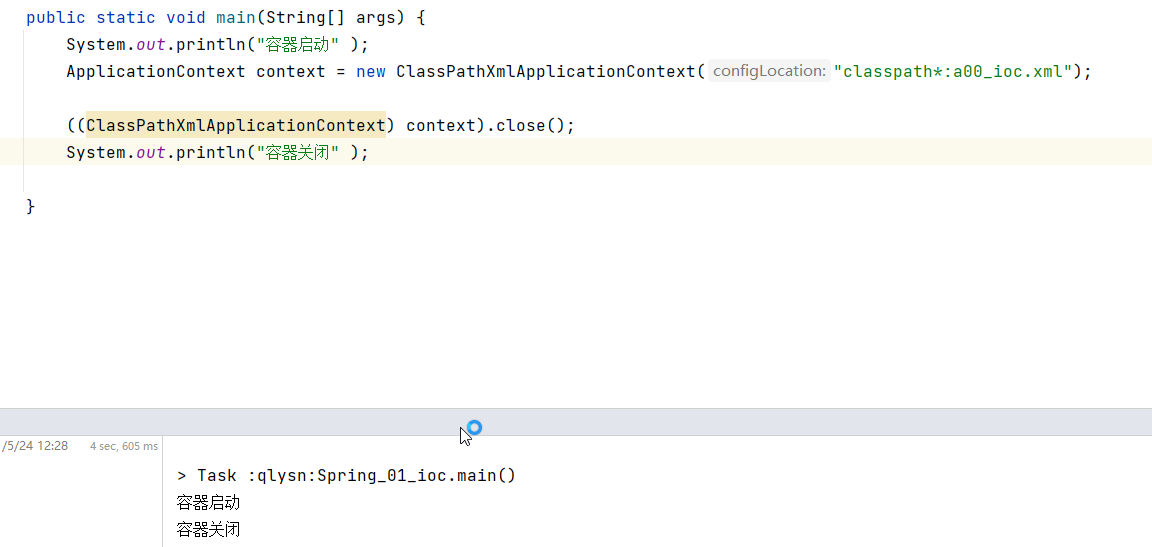 public static void main(String[] args) {
System.out.println("容器启动" );
ApplicationContext context = new ClassPathXmlApplicationContext( configLocation: "classpath*:a00_ioc.xml");
((ClassPathXmlApplicationContext) context).close();
System.out.println("容器关闭" );
}
/5/24 12:28 4 sec, 605 ms
> Task :qlysn:Spring_01_ioc.main()
容器启动
容器关闭